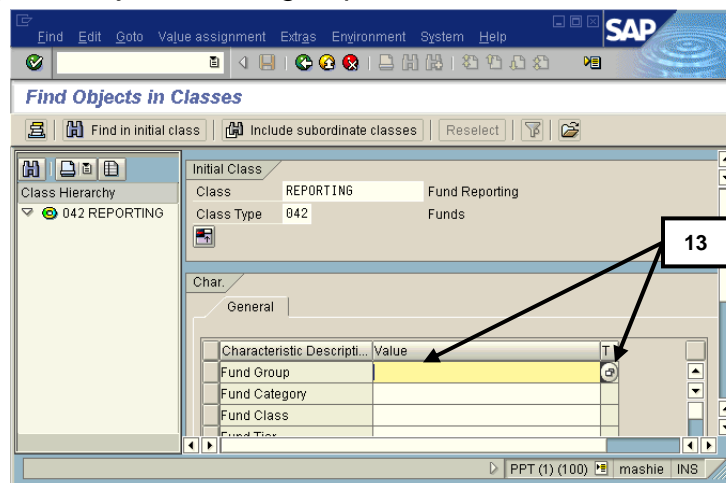 Find Edit Goto Value assignment Extras Environment System Help
SAP
Find Objects in Classes
Find in initial class Include subordinate classes Reselect
Class Hierarchy
042 REPORTING
Initial Class
Class REPORTING Fund Reporting
Class Type 042 Funds
13
Char.
General
Characteristic Descripti... Value T
Fund Group
Fund Category
Fund Class
Fund Tier
PPT (1) (100) mashie INS